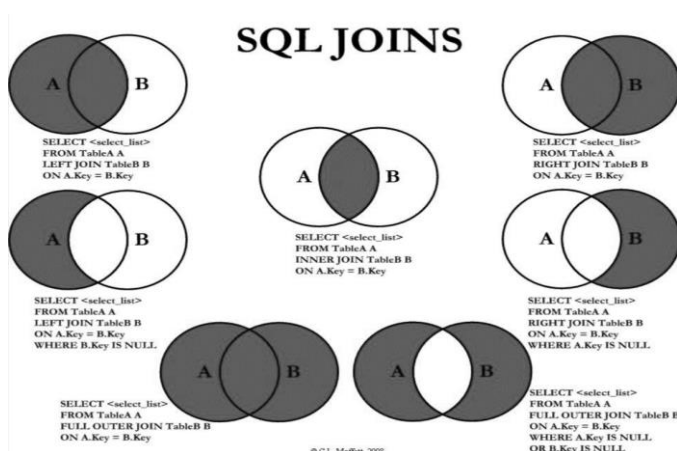 SQL JOINS
A B
SELECT <select_list>
FROM TableA A
LEFT JOIN TableB B
ON A.Key = B.Key
A B
SELECT <select_list>
FROM TableA A
RIGHT JOIN TableB B
ON A.Key = B.Key
A B
SELECT <select_list>
FROM TableA A
INNER JOIN TableB B
ON A.Key = B.Key
A B
SELECT <select_list>
FROM TableA A
LEFT JOIN TableB B
ON A.Key = B.Key
WHERE B.Key IS NULL
A B
SELECT <select_list>
FROM TableA A
RIGHT JOIN TableB B
ON A.Key = B.Key
WHERE A.Key IS NULL
A B
SELECT <select_list>
FROM TableA A
FULL OUTER JOIN TableB B
ON A.Key = B.Key
A B
SELECT <select_list>
FROM TableA A
FULL OUTER JOIN TableB B
ON A.Key = B.Key
WHERE A.Key IS NULL
OR B.Key IS NULL